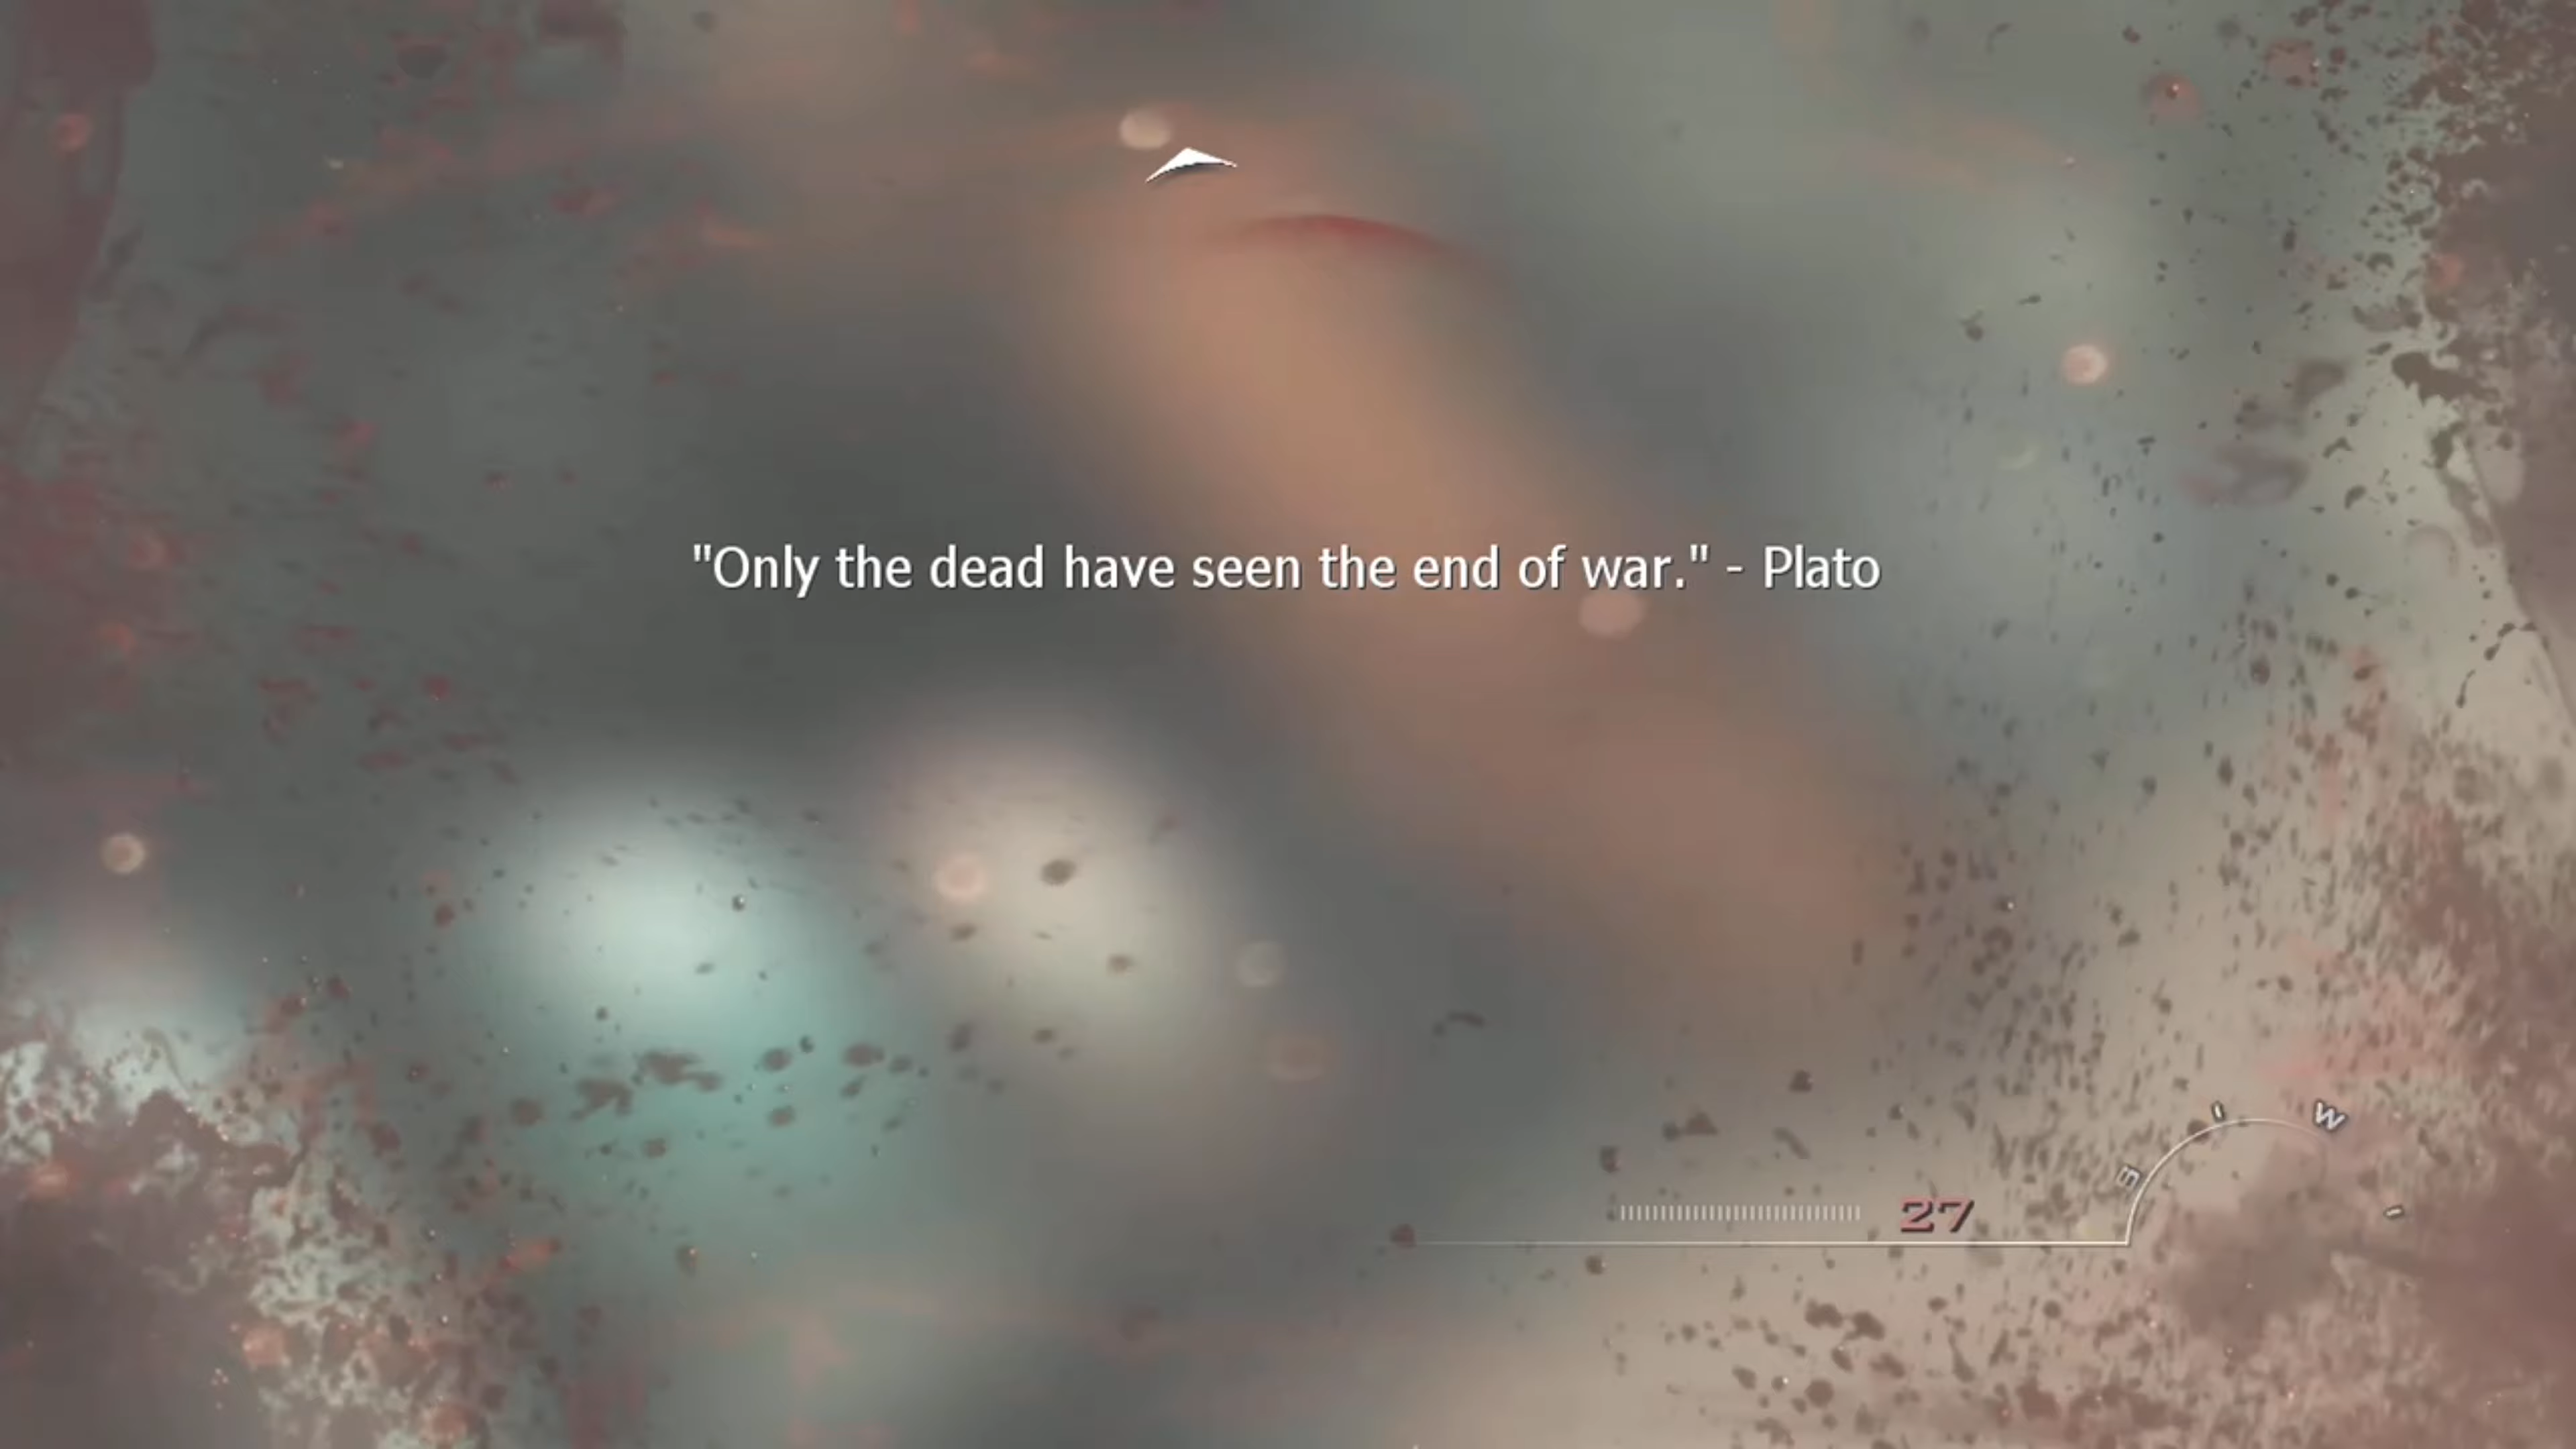 "Only the dead have seen the end of war." - Plato
W
S
27